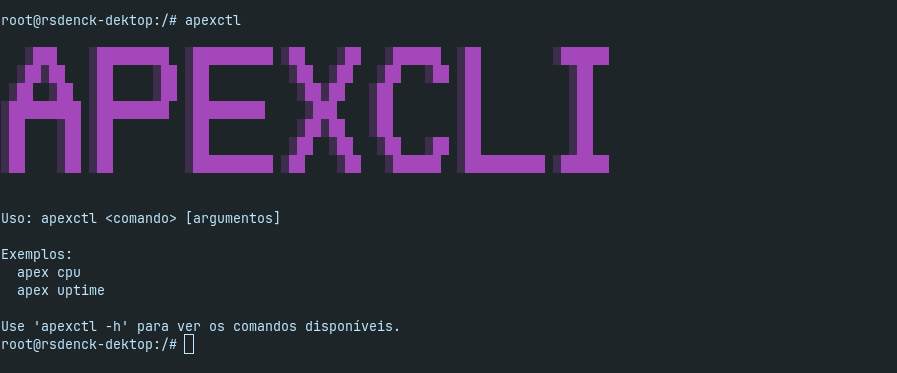 root@rsdenck-dektop:/# apexctl
APEXCLI
Uso: apexctl <comando> [argumentos]
Exemplos:
apex cpu
apex uptime
Use 'apexctl -h' para ver os comandos disponíveis.
root@rsdenck-dektop:/#